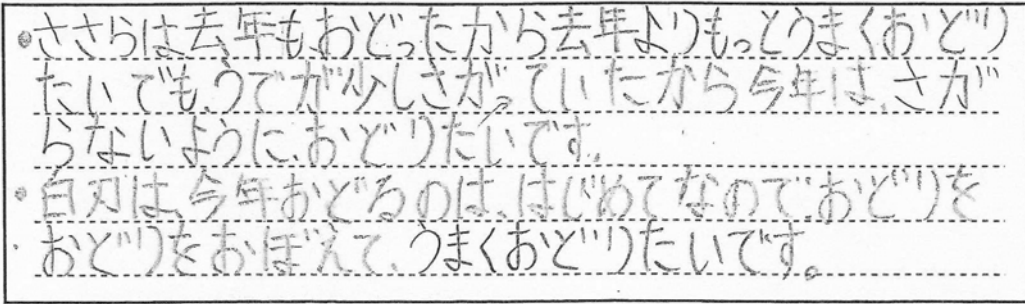 ・ささらは、去年も、おどったから去年よりもっとうまくおどり
たいでも、うでが少しさがっていたから今年は、さが
らないように、おどりたいです。
・白刃は、今年おどるのは、はじめてなので、おどりを
おどりをおぼえて、うまくおどりたいです。